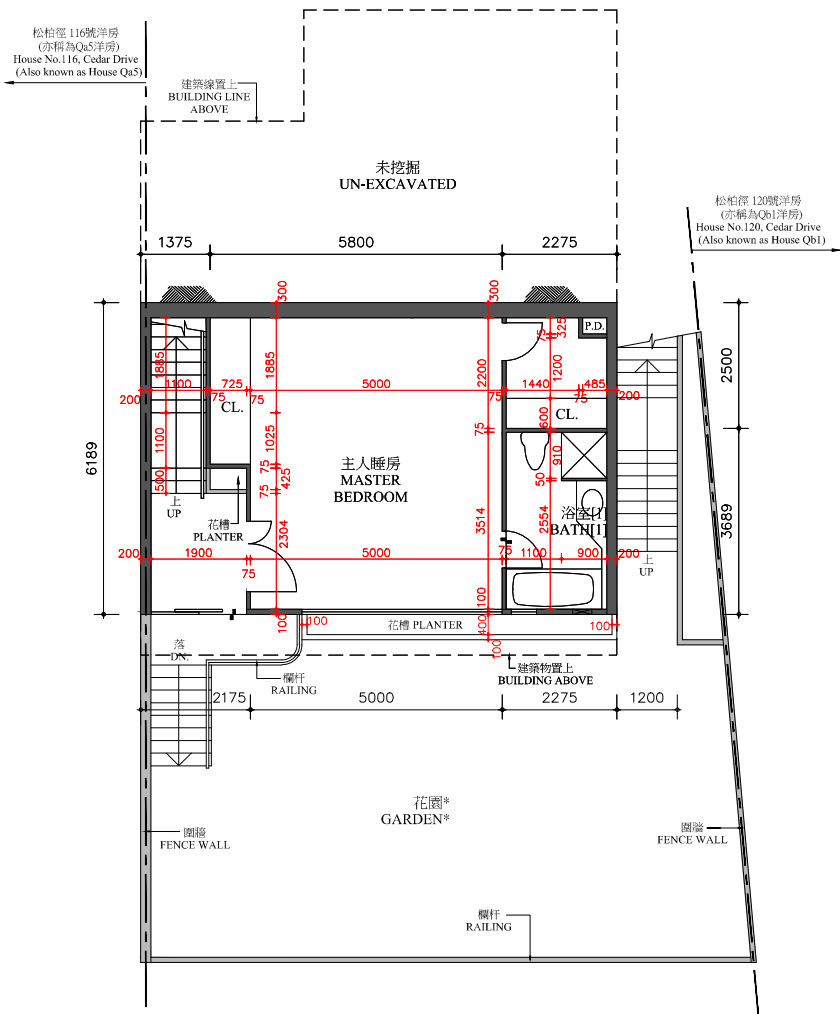 松柏徑 116號洋房
(亦稱為Qa5洋房)
House No.116, Cedar Drive
(Also known as House Qa5)
建築線置上
BUILDING LINE
ABOVE
未挖掘
UN-EXCAVATED
松柏徑 120號洋房
(亦稱為Qb1洋房)
House No.120, Cedar Drive
(Also known as House Qb1)
1375
5800
2275
300
300
6189
2500
3689
1885
1885
2200
75
325
P.D.
1200
200
1100
725
5000
1440
485
200
75
75
75
75
CL.
CL.
600
1100
1025
75
910
500
75
75
425
50
主人睡房
MASTER
BEDROOM
上
UP
花槽
PLANTER
2304
3514
2554
浴室[1]
BATH[1]
200
1900
5000
75
1100
900
200
75
上
UP
100
100
100
花槽 PLANTER
400
100
100
落
DN.
欄杆
RAILING
建築物置上
BUILDING ABOVE
2175
5000
2275
1200
花園*
GARDEN*
圍牆
FENCE WALL
圍牆
FENCE WALL
欄杆
RAILING